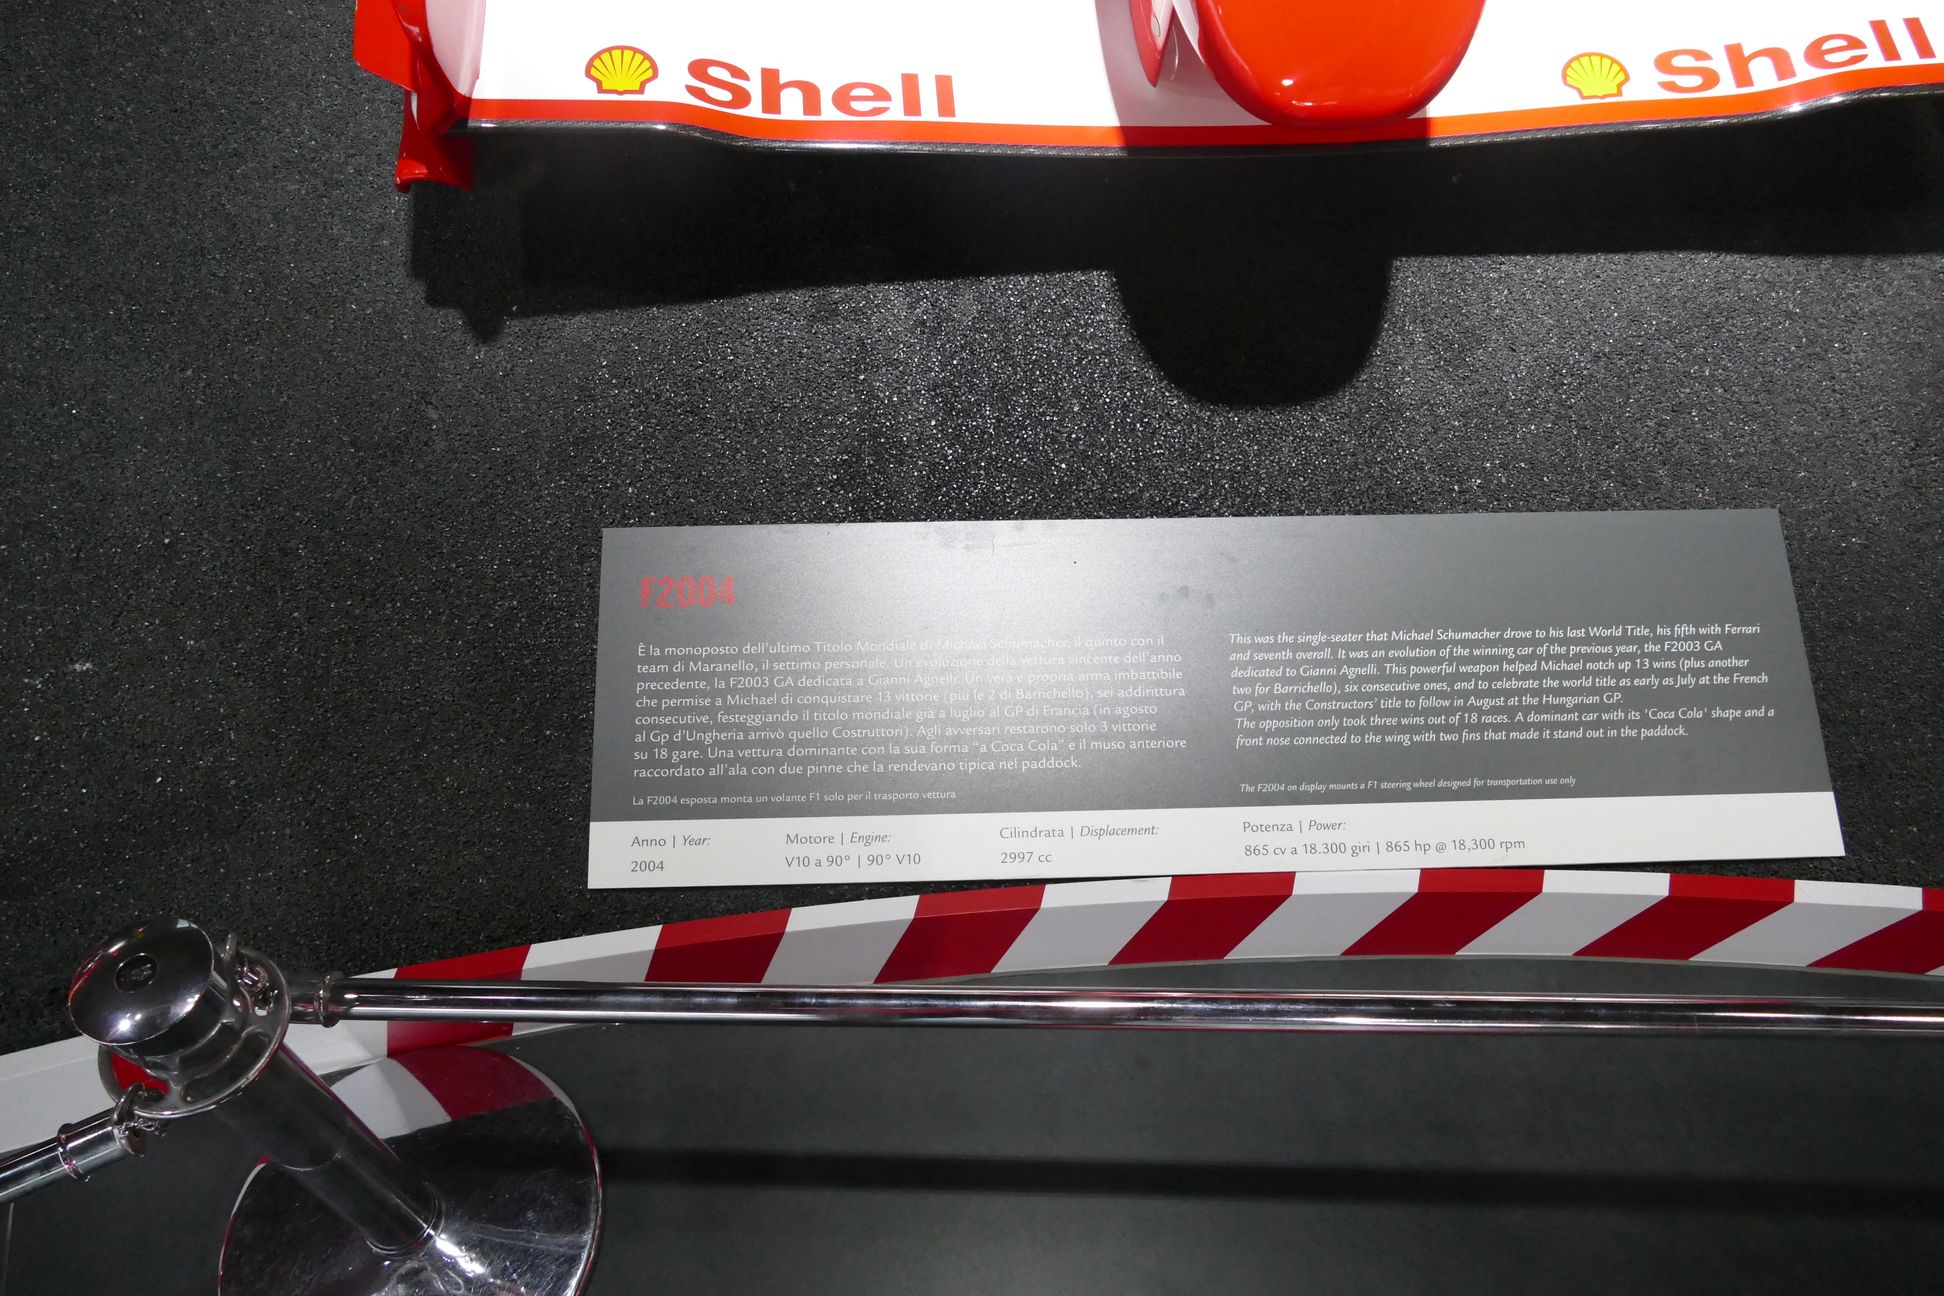 Shell
Shell
F2004
È la monoposto dell'ultimo Titolo Mondiale di Michael Schumacher, il quinto con il
team di Maranello, il settimo personale. Un'evoluzione della vettura vincente dell'anno
precedente, la F2003 GA dedicata a Gianni Agnelli. Un vera e propria arma imbattibile
che permise a Michael di conquistare 13 vittorie (più le 2 di Barrichello), sei addirittura
consecutive, festeggiando il titolo mondiale già a luglio al GP di Francia (in agosto
al Gp d'Ungheria arrivò quello Costruttori). Agli avversari restarono solo 3 vittorie
su 18 gare. Una vettura dominante con la sua forma "a Coca Cola" e il muso anteriore
raccordato all'ala con due pinne che la rendevano tipica nel paddock.
La F2004 esposta monta un volante F1 solo per il trasporto vettura
This was the single-seater that Michael Schumacher drove to his last World Title, his fifth with Ferrari
and seventh overall. It was an evolution of the winning car of the previous year, the F2003 GA
dedicated to Gianni Agnelli. This powerful weapon helped Michael notch up 13 wins (plus another
two for Barrichello), six consecutive ones, and to celebrate the world title as early as July at the French
GP, with the Constructors' title to follow in August at the Hungarian GP.
The opposition only took three wins out of 18 races. A dominant car with its 'Coca Cola' shape and a
front nose connected to the wing with two fins that made it stand out in the paddock.
The F2004 on display mounts a F1 steering wheel designed for transportation use only
Anno | Year:
2004
Motore | Engine:
V10 a 90° | 90° V10
Cilindrata | Displacement:
2997 cc
Potenza | Power:
865 cv a 18.300 giri | 865 hp @ 18,300 rpm